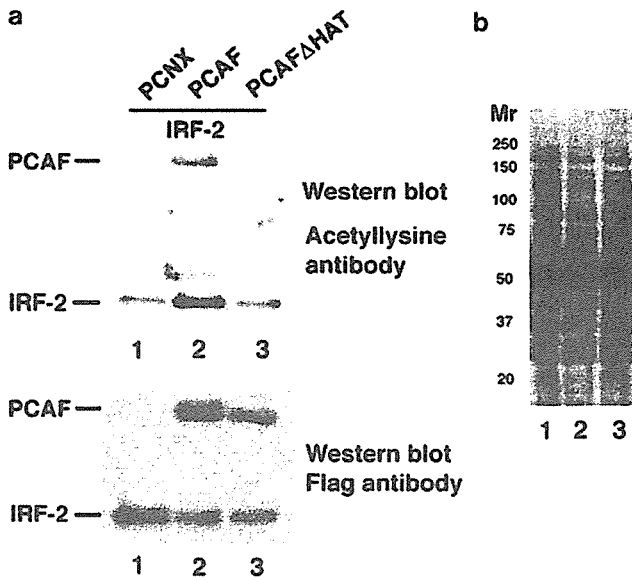 a
PCNX PCAF PCAFΔHAT
IRF-2
PCAF
Western blot
Acetyllysine
antibody
IRF-2
1 2 3
PCAF
Western blot
Flag antibody
IRF-2
1 2 3
b
Mr
250
150
100
75
50
37
20
1 2 3